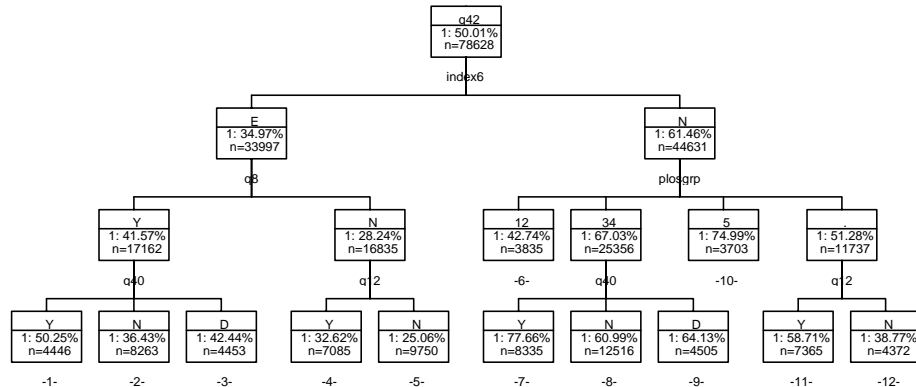 q42
1: 50.01%
n=78628
index6
E N
1: 34.97% 1: 61.46%
n=33997 n=44631
q8 plosgrp
Y N 12 34 5 .
1: 41.57% 1: 28.24% 1: 42.74% 1: 67.03% 1: 74.99% 1: 51.28%
n=17162 n=16835 n=3835 n=25356 n=3703 n=11737
q40 q12 -6- q40 -10- q12
Y N D Y N Y N D Y N
1: 50.25% 1: 36.43% 1: 42.44% 1: 32.62% 1: 25.06% 1: 77.66% 1: 60.99% 1: 64.13% 1: 58.71% 1: 38.77%
n=4446 n=8263 n=4453 n=7085 n=9750 n=8335 n=12516 n=4505 n=7365 n=4372
-1- -2- -3- -4- -5- -7- -8- -9- -11- -12-